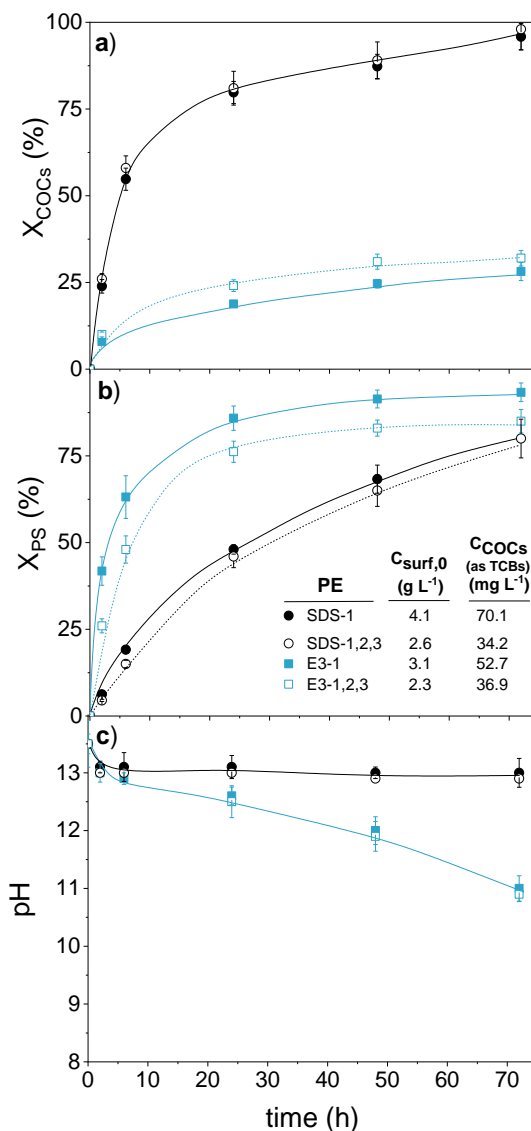 a)
100
75
50
25
0
X_COCs (%)
b)
75
50
25
0
X_PS (%)
PE C_surf,0 (g L^-1) C_COCs (as TCBs) (mg L^-1)
SDS-1 4.1 70.1
SDS-1,2,3 2.6 34.2
E3-1 3.1 52.7
E3-1,2,3 2.3 36.9
c)
13
12
11
10
9
8
pH
0 10 20 30 40 50 60 70
time (h)